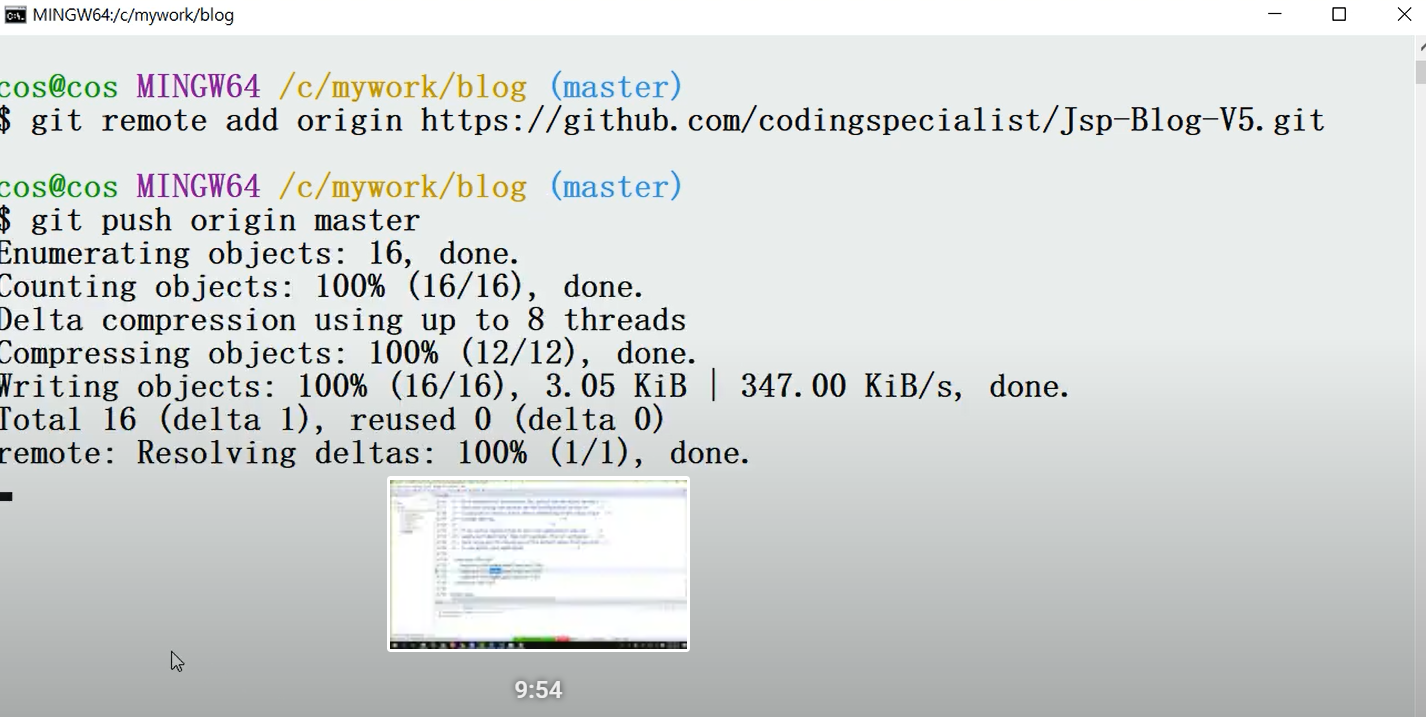 MINGW64:/c/mywork/blog
cos@cos MINGW64 /c/mywork/blog (master)
$ git remote add origin https://github.com/codingspecialist/Jsp-Blog-V5.git
cos@cos MINGW64 /c/mywork/blog (master)
$ git push origin master
Enumerating objects: 16, done.
Counting objects: 100% (16/16), done.
Delta compression using up to 8 threads
Compressing objects: 100% (12/12), done.
Writing objects: 100% (16/16), 3.05 KiB | 347.00 KiB/s, done.
Total 16 (delta 1), reused 0 (delta 0)
remote: Resolving deltas: 100% (1/1), done.
9:54